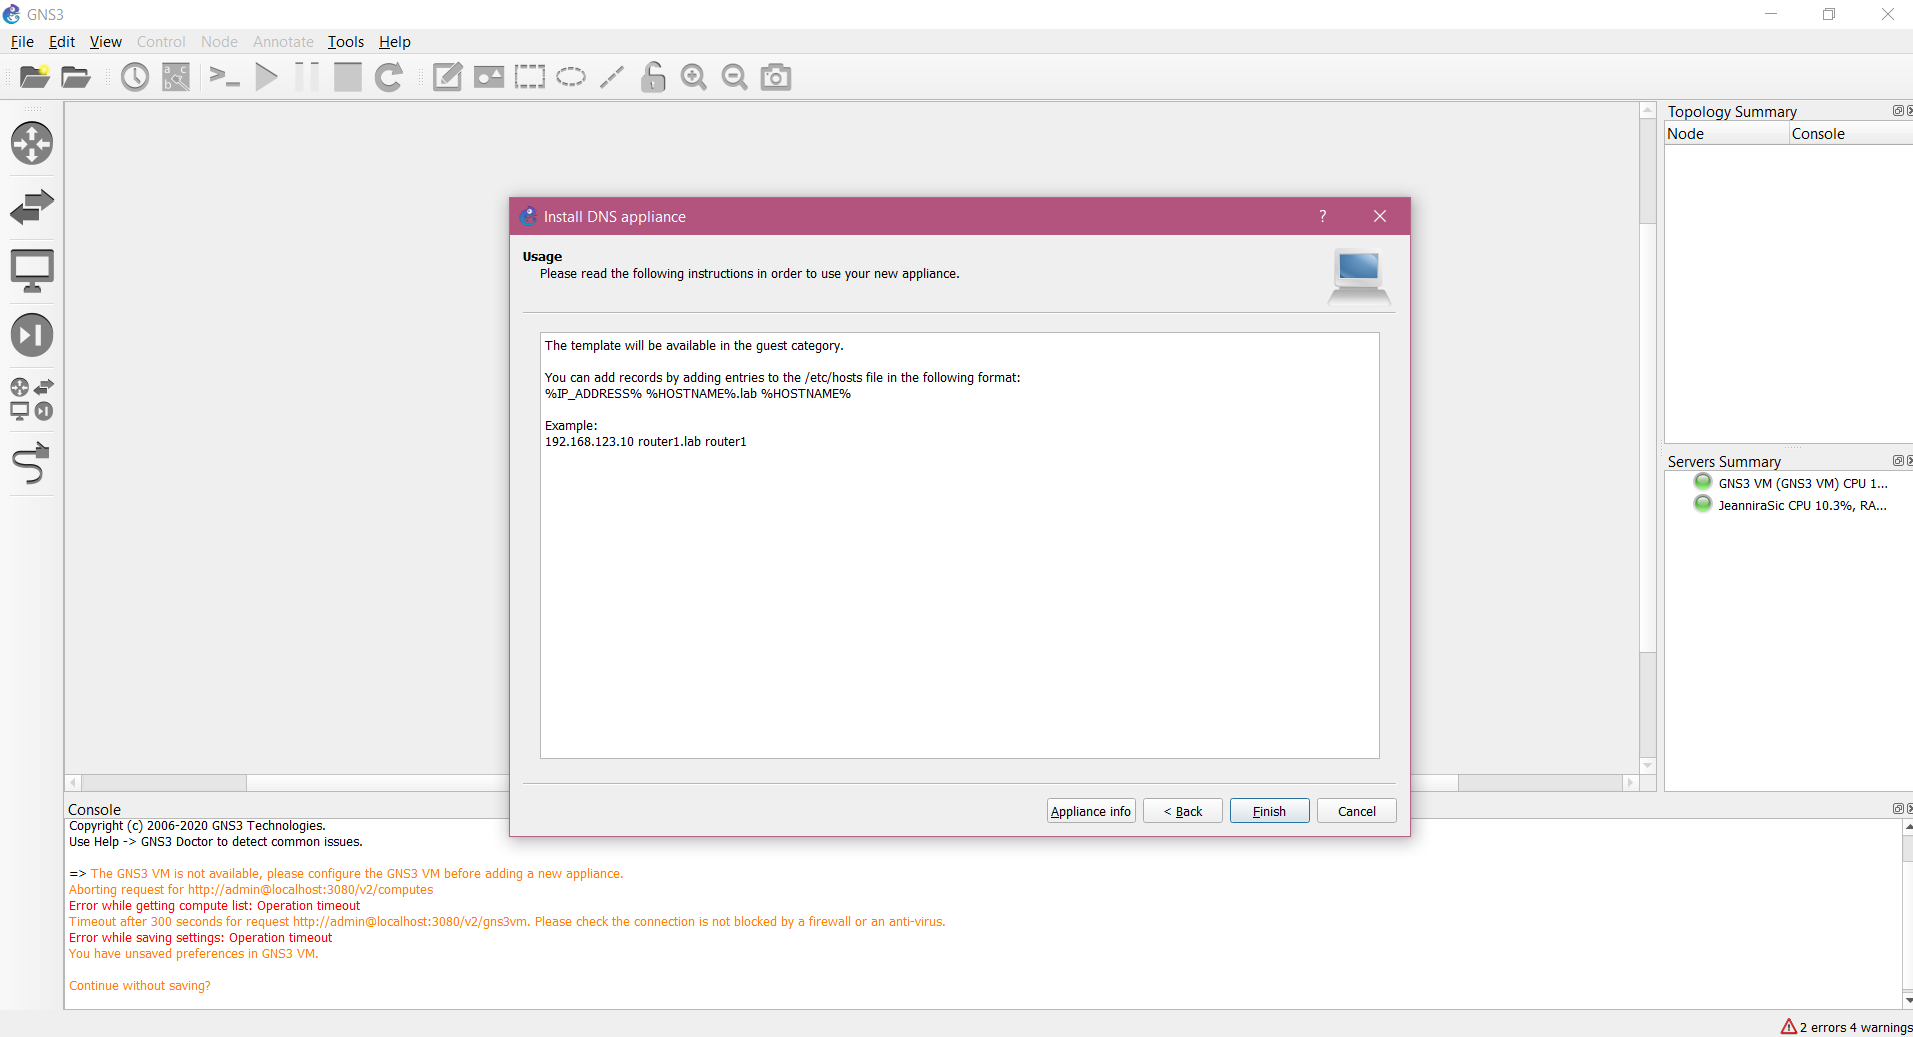 GNS3
File Edit View Control Node Annotate Tools Help
Topology Summary
Node Console
Install DNS appliance
?
Usage
Please read the following instructions in order to use your new appliance.
The template will be available in the guest category.
You can add records by adding entries to the /etc/hosts file in the following format:
%IP_ADDRESS% %HOSTNAME%.lab %HOSTNAME%
Example:
192.168.123.10 router1.lab router1
Appliance info < Back Finish Cancel
Servers Summary
GNS3 VM (GNS3 VM) CPU 1...
JeanniraSic CPU 10.3%, RA...
Console
Copyright (c) 2006-2020 GNS3 Technologies.
Use Help -> GNS3 Doctor to detect common issues.
=> The GNS3 VM is not available, please configure the GNS3 VM before adding a new appliance.
Aborting request for http://admin@localhost:3080/v2/computes
Error while getting compute list: Operation timeout
Timeout after 300 seconds for request http://admin@localhost:3080/v2/gns3vm. Please check the connection is not blocked by a firewall or an anti-virus.
Error while saving settings: Operation timeout
You have unsaved preferences in GNS3 VM.
Continue without saving?
2 errors 4 warnings